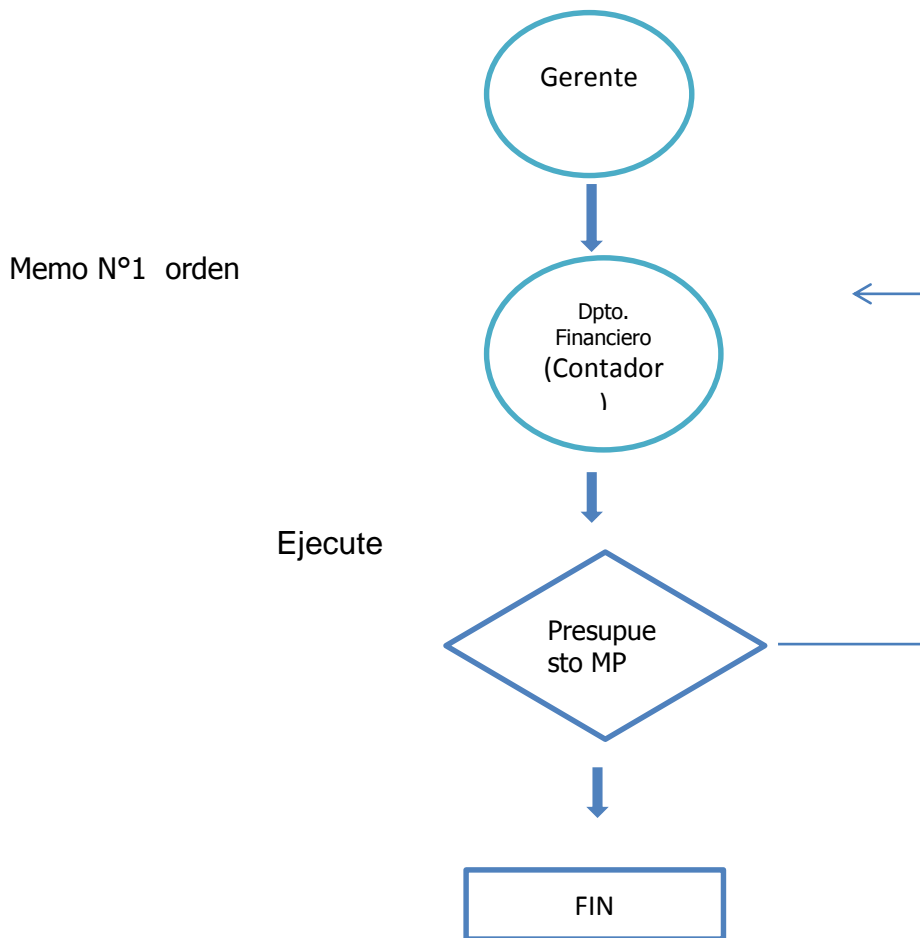 Gerente
Memo N°1 orden
Dpto.
Financiero
(Contador
)
Ejecute
Presupue
sto MP
FIN